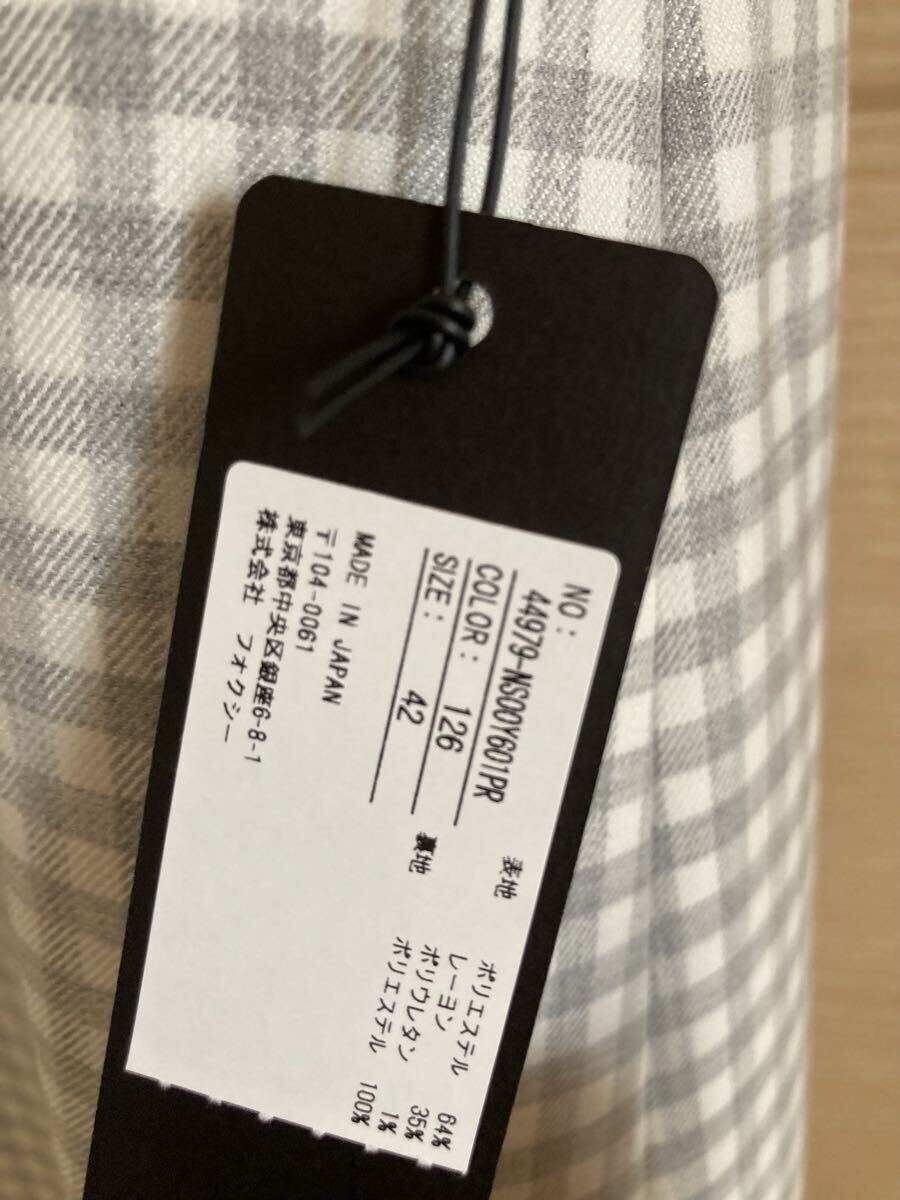 NO:
44979-NS00Y601PR
COLOR: 126
SIZE: 42
表地 ポリエステル 64%
レーヨン 35%
ポリウレタン 1%
裏地 ポリエステル 100%
MADE IN JAPAN
〒104-0061
東京都中央区銀座6-8-1
株式会社 フォクシー